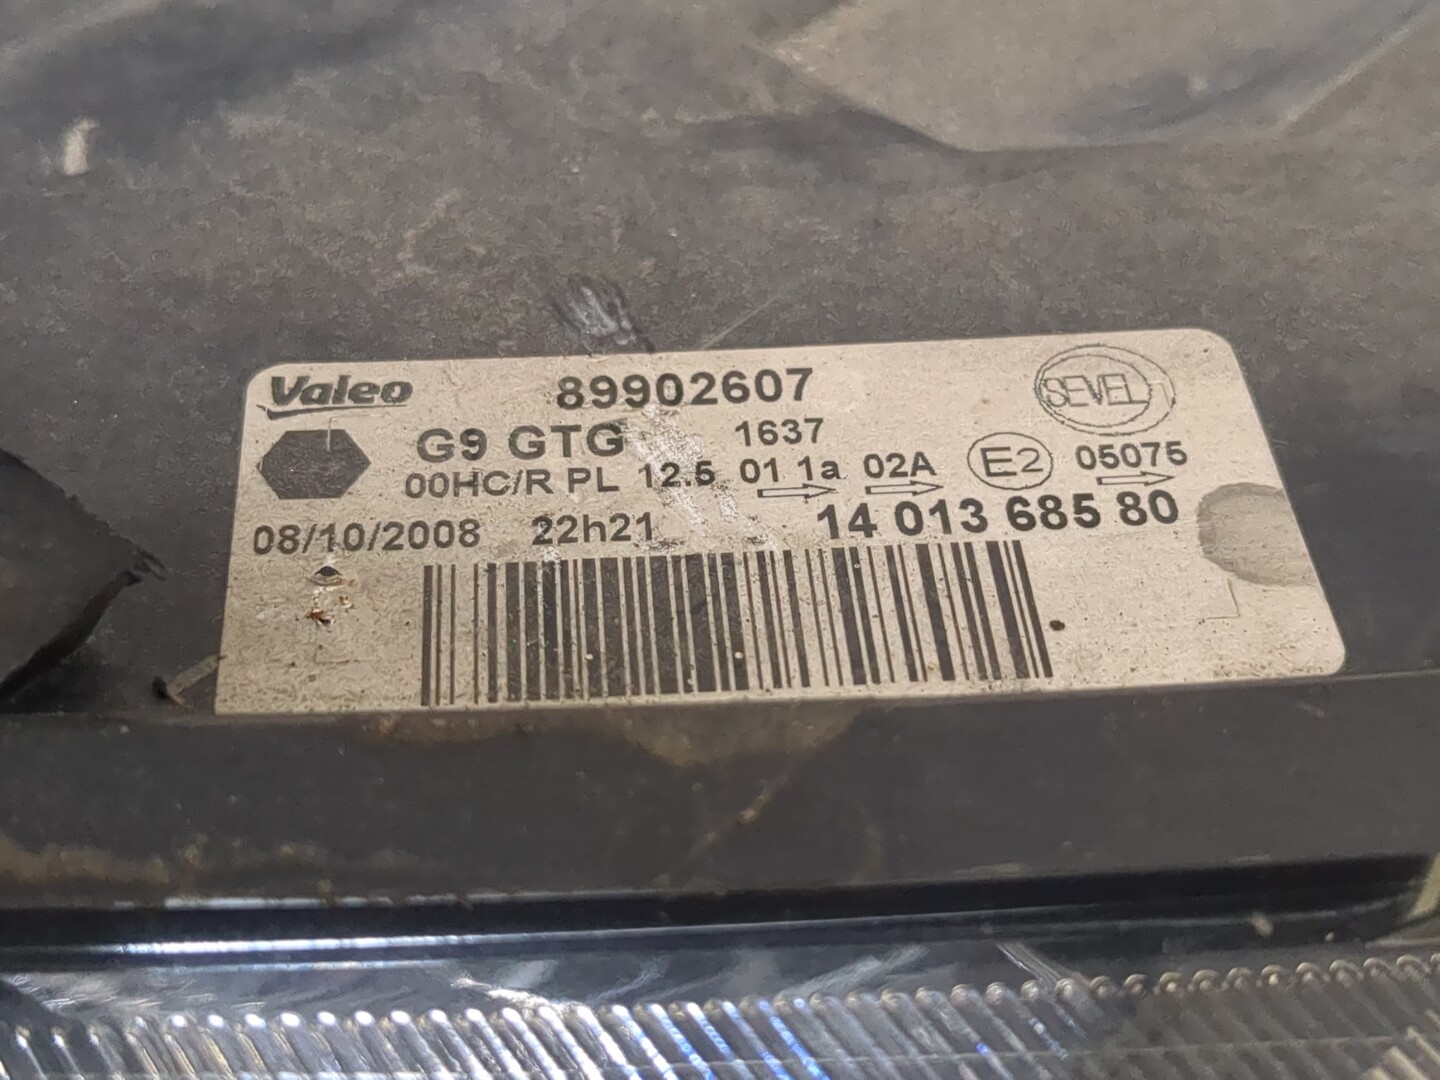 Valeo 89902607 SEVEL
G9 GTG 1637
00HC/R PL 12.5 01 1a 02A E2 05075
08/10/2008 22h21 14 013 685 80